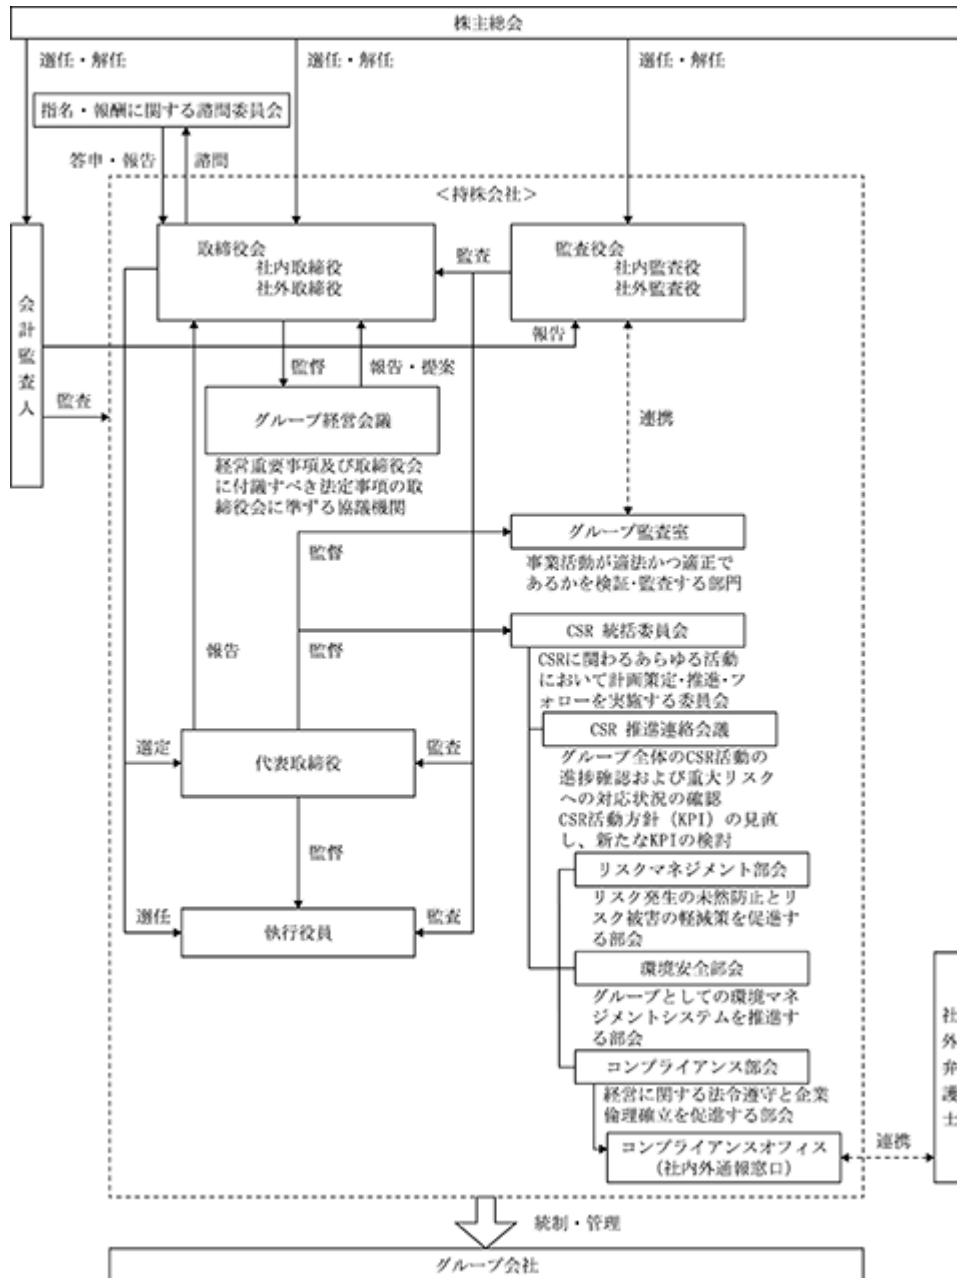 株主総会
選任・解任
選任・解任
選任・解任
指名・報酬に関する諮問委員会
答申・報告
諮問
＜持株会社＞
取締役会
社内取締役
社外取締役
監査
監査役会
社内監査役
社外監査役
会計監査人
報告
監督
報告・提案
監査
グループ経営会議
連携
経営重要事項及び取締役会
に付議すべき法定事項の取
締役会に準ずる協議機関
グループ監査室
監督
事業活動が適法かつ適正で
あるかを検証・監査する部門
CSR 統括委員会
報告
監督
CSRに関わるあらゆる活動
において計画策定・推進・フ
ォローを実施する委員会
CSR 推進連絡会議
選定
代表取締役
監査
グループ全体のCSR活動の
進捗確認および重大リスク
への対応状況の確認
CSR活動方針（KPI）の見直
し、新たなKPIの検討
監督
リスクマネジメント部会
リスク発生の未然防止とリ
スク被害の軽減策を促進す
る部会
選任
執行役員
監査
環境安全部会
グループとしての環境マネ
ジメントシステムを推進す
る部会
コンプライアンス部会
経営に関する法令遵守と企業
倫理確立を促進する部会
コンプライアンスオフィス
（社内外通報窓口）
連携
社外弁護士
統制・管理
グループ会社